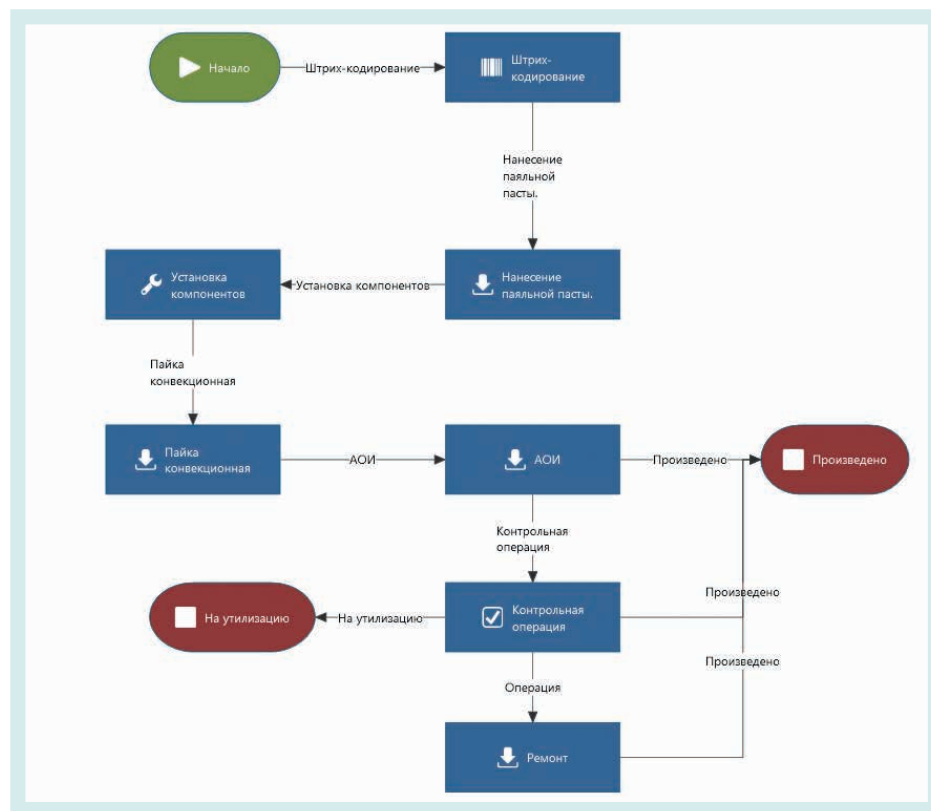 Начало
Штрих-кодирование
Штрих-
кодирование
Нанесение
паяльной
пасты.
Установка
компонентов
Установка компонентов
Нанесение
паяльной пасты.
Пайка
конвекционная
Пайка
конвекционная
АОИ
АОИ
Произведено
Произведено
Контрольная
операция
На утилизацию
На утилизацию
Контрольная
операция
Произведено
Произведено
Операция
Ремонт